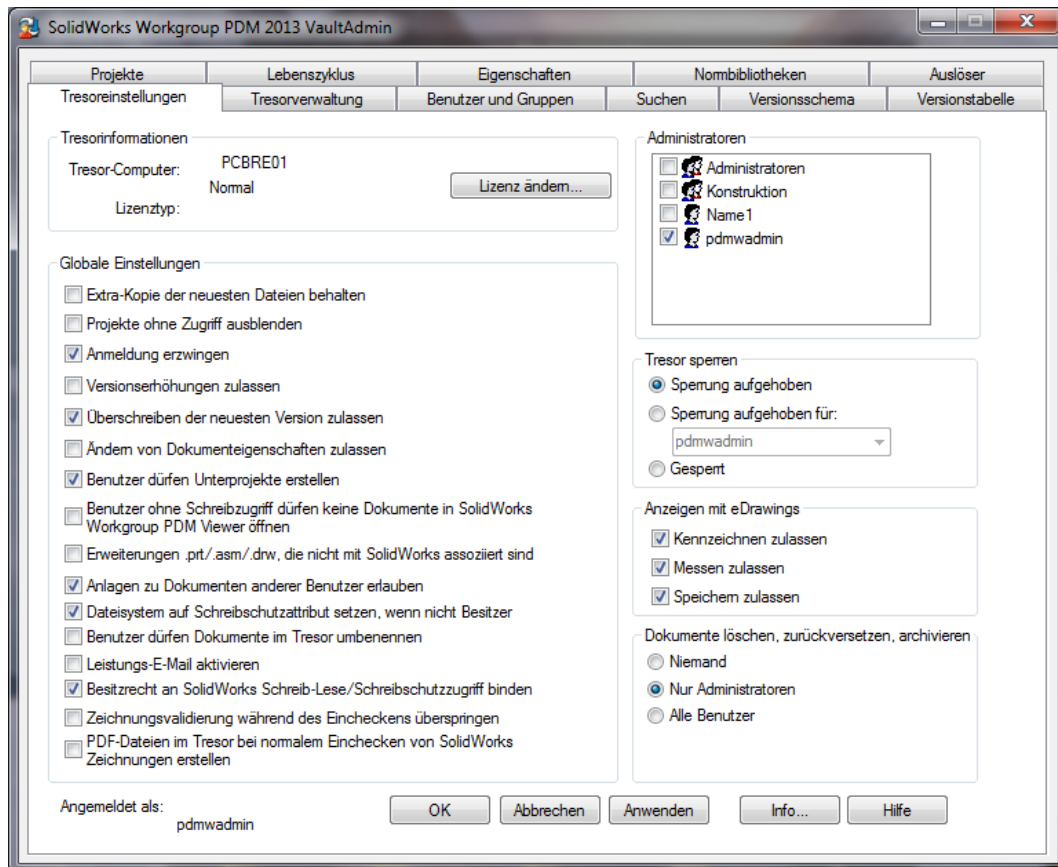 SolidWorks Workgroup PDM 2013 VaultAdmin
Projekte
Lebenszyklus
Eigenschaften
Normbibliotheken
Auslöser
Tresoreinstellungen
Tresorverwaltung
Benutzer und Gruppen
Suchen
Versionsschema
Versionstabelle
Tresorinformationen
Tresor-Computer:
PCBRE01
Normal
Lizenztyp:
Lizenz ändern...
Globale Einstellungen
Extra-Kopie der neuesten Dateien behalten
Projekte ohne Zugriff ausblenden
Anmeldung erzwingen
Versionserhöhungen zulassen
Überschreiben der neuesten Version zulassen
Ändern von Dokumenteigenschaften zulassen
Benutzer dürfen Unterprojekte erstellen
Benutzer ohne Schreibzugriff dürfen keine Dokumente in SolidWorks
Workgroup PDM Viewer öffnen
Erweiterungen .prt/.asm/.drw, die nicht mit SolidWorks assoziiert sind
Anlagen zu Dokumenten anderer Benutzer erlauben
Dateisystem auf Schreibschutzattribut setzen, wenn nicht Besitzer
Benutzer dürfen Dokumente im Tresor umbenennen
Leistungs-E-Mail aktivieren
Besitzrecht an SolidWorks Schreib-Lese/Schreibschutzzugriff binden
Zeichnungsvalidierung während des Eincheckens überspringen
PDF-Dateien im Tresor bei normalem Einchecken von SolidWorks
Zeichnungen erstellen
Administratoren
Administratoren
Konstruktion
Name1
pdmwadmin
Tresor sperren
Sperrung aufgehoben
Sperrung aufgehoben für:
pdmwadmin
Gesperrt
Anzeigen mit eDrawings
Kennzeichnen zulassen
Messen zulassen
Speichern zulassen
Dokumente löschen, zurückversetzen, archivieren
Niemand
Nur Administratoren
Alle Benutzer
Angemeldet als:
pdmwadmin
OK
Abbrechen
Anwenden
Info...
Hilfe